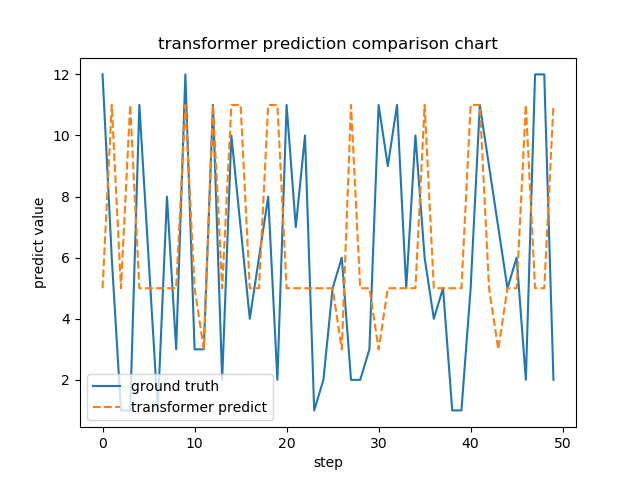 transformer prediction comparison chart
12
10
8
6
4
2
predict value
ground truth
transformer predict
0 10 20 30 40 50
step